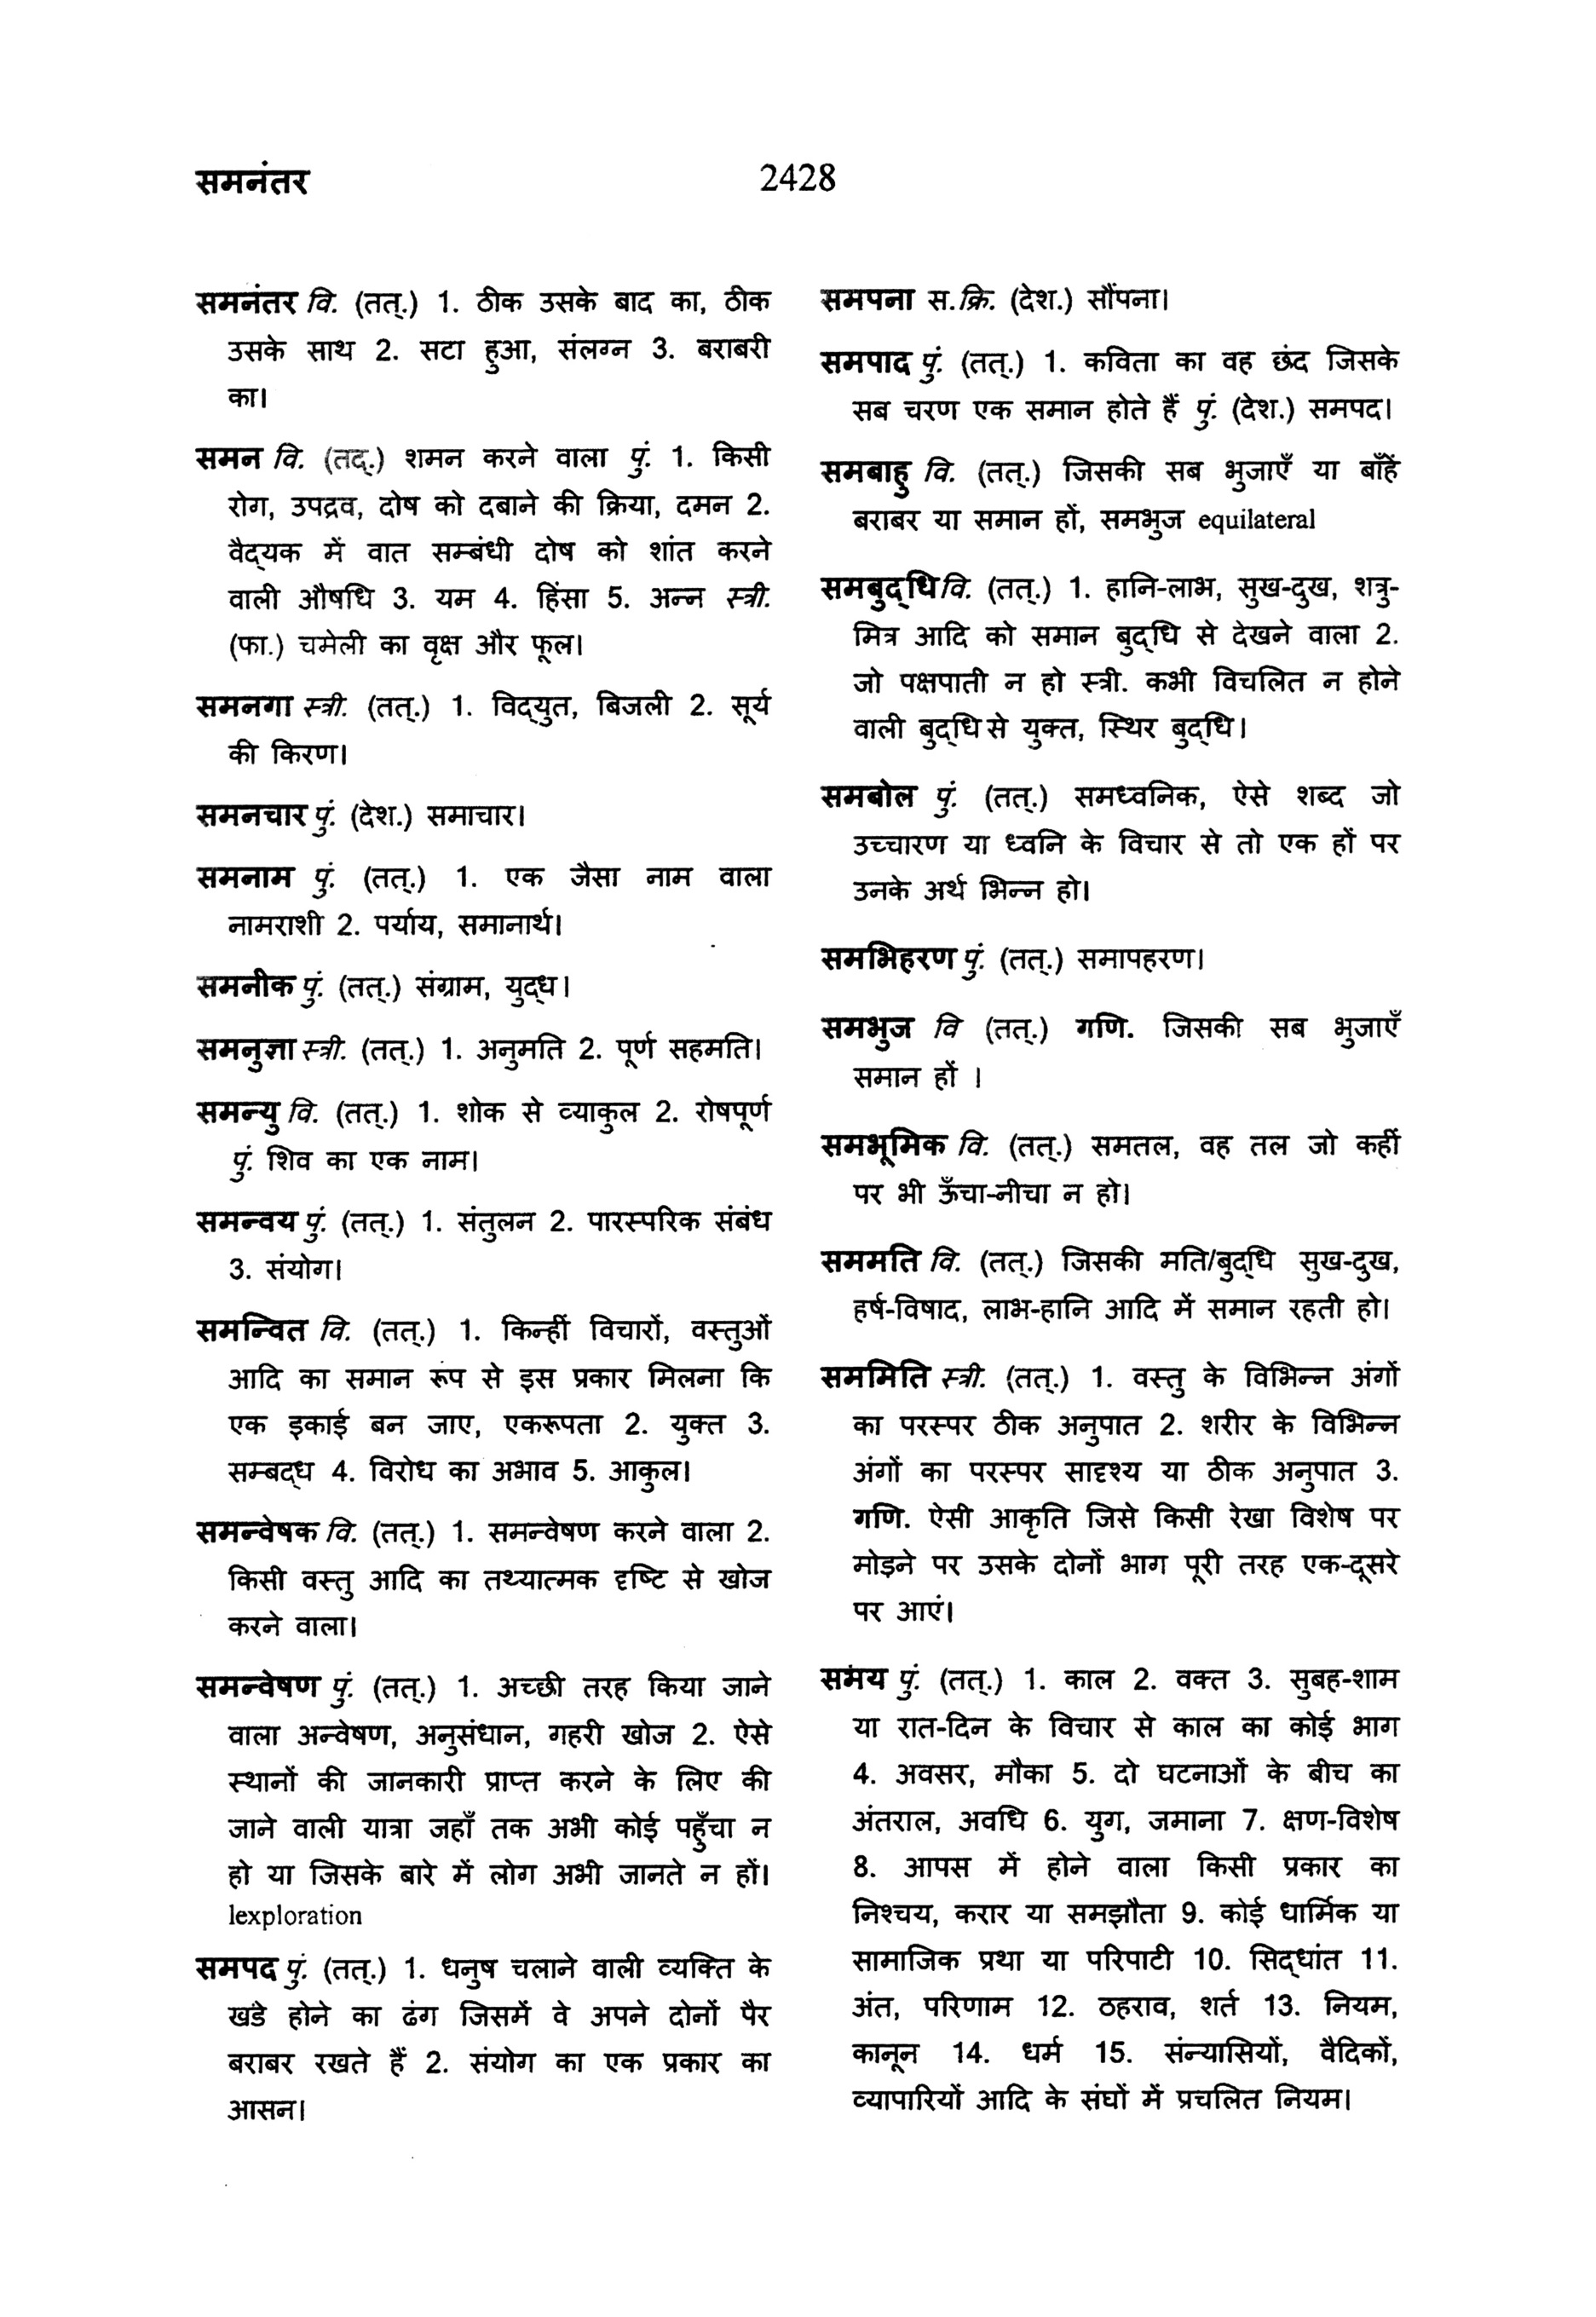 समनंतर
2428
समनंतर वि. (तत्.) 1. ठीक उसके बाद का, ठीक
उसके साथ 2. सटा हुआ, संलग्न 3. बराबरी
का।
समन वि. (तद्.) शमन करने वाला पुं. 1. किसी
रोग, उपद्रव, दोष को दबाने की क्रिया, दमन 2.
वैद्यक में वात सम्बंधी दोष को शांत करने
वाली औषधि 3. यम 4. हिंसा 5. अन्न स्त्री.
(फा.) चमेली का वृक्ष और फूल।
समनगा स्त्री. (तत्.) 1. विद्युत, बिजली 2. सूर्य
की किरण।
समनचार पुं. (देश.) समाचार।
समनाम पुं. (तत्.) 1. एक जैसा नाम वाला
नामराशी 2. पर्याय, समानार्थ।
समनीक पुं. (तत्.) संग्राम, युद्ध।
समनुज्ञा स्त्री. (तत्.) 1. अनुमति 2. पूर्ण सहमति।
समन्यु वि. (तत्.) 1. शोक से व्याकुल 2. रोषपूर्ण
पुं. शिव का एक नाम।
समन्वय पुं. (तत्.) 1. संतुलन 2. पारस्परिक संबंध
3. संयोग।
समन्वित वि. (तत्.) 1. किन्हीं विचारों, वस्तुओं
आदि का समान रूप से इस प्रकार मिलना कि
एक इकाई बन जाए, एकरूपता 2. युक्त 3.
सम्बद्ध 4. विरोध का अभाव 5. आकुल।
समन्वेषक वि. (तत्.) 1. समन्वेषण करने वाला 2.
किसी वस्तु आदि का तथ्यात्मक दृष्टि से खोज
करने वाला।
समन्वेषण पुं. (तत्.) 1. अच्छी तरह किया जाने
वाला अन्वेषण, अनुसंधान, गहरी खोज 2. ऐसे
स्थानों की जानकारी प्राप्त करने के लिए की
जाने वाली यात्रा जहाँ तक अभी कोई पहुँचा न
हो या जिसके बारे में लोग अभी जानते न हों।
lexploration
समपद पुं. (तत्.) 1. धनुष चलाने वाली व्यक्ति के
खडे होने का ढंग जिसमें वे अपने दोनों पैर
बराबर रखते हैं 2. संयोग का एक प्रकार का
आसन।
समपना स.क्रि. (देश.) सौंपना।
समपाद पुं. (तत्.) 1. कविता का वह छंद जिसके
सब चरण एक समान होते हैं पुं. (देश.) समपद।
समबाहु वि. (तत्.) जिसकी सब भुजाएँ या बाँहें
बराबर या समान हों, समभुज equilateral
समबुद्धि वि. (तत्.) 1. हानि-लाभ, सुख-दुख, शत्रु-
मित्र आदि को समान बुद्धि से देखने वाला 2.
जो पक्षपाती न हो स्त्री. कभी विचलित न होने
वाली बुद्धि से युक्त, स्थिर बुद्धि।
समबोल पुं. (तत्.) समध्वनिक, ऐसे शब्द जो
उच्चारण या ध्वनि के विचार से तो एक हों पर
उनके अर्थ भिन्न हो।
समभिहरण पुं. (तत्.) समापहरण।
समभुज वि (तत्.) गणि. जिसकी सब भुजाएँ
समान हों ।
समभूमिक वि. (तत्.) समतल, वह तल जो कहीं
पर भी ऊँचा-नीचा न हो।
सममति वि. (तत्.) जिसकी मति/बुद्धि सुख-दुख,
हर्ष-विषाद, लाभ-हानि आदि में समान रहती हो।
सममिति स्त्री. (तत्.) 1. वस्तु के विभिन्न अंगों
का परस्पर ठीक अनुपात 2. शरीर के विभिन्न
अंगों का परस्पर सादृश्य या ठीक अनुपात 3.
गणि. ऐसी आकृति जिसे किसी रेखा विशेष पर
मोड़ने पर उसके दोनों भाग पूरी तरह एक-दूसरे
पर आएं।
समय पुं. (तत्.) 1. काल 2. वक्त 3. सुबह-शाम
या रात-दिन के विचार से काल का कोई भाग
4. अवसर, मौका 5. दो घटनाओं के बीच का
अंतराल, अवधि 6. युग, जमाना 7. क्षण-विशेष
8. आपस में होने वाला किसी प्रकार का
निश्चय, करार या समझौता 9. कोई धार्मिक या
सामाजिक प्रथा या परिपाटी 10. सिद्धांत 11.
अंत, परिणाम 12. ठहराव, शर्त 13. नियम,
कानून 14. धर्म 15. संन्यासियों, वैदिकों,
व्यापारियों आदि के संघों में प्रचलित नियम।